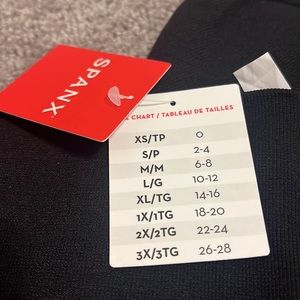 SPANX
E CHART / TABLEAU DE TAILLES
XS/TP 0
S/P 2-4
M/M 6-8
L/G 10-12
XL/TG 14-16
1X/1TG 18-20
2X/2TG 22-24
3X/3TG 26-28